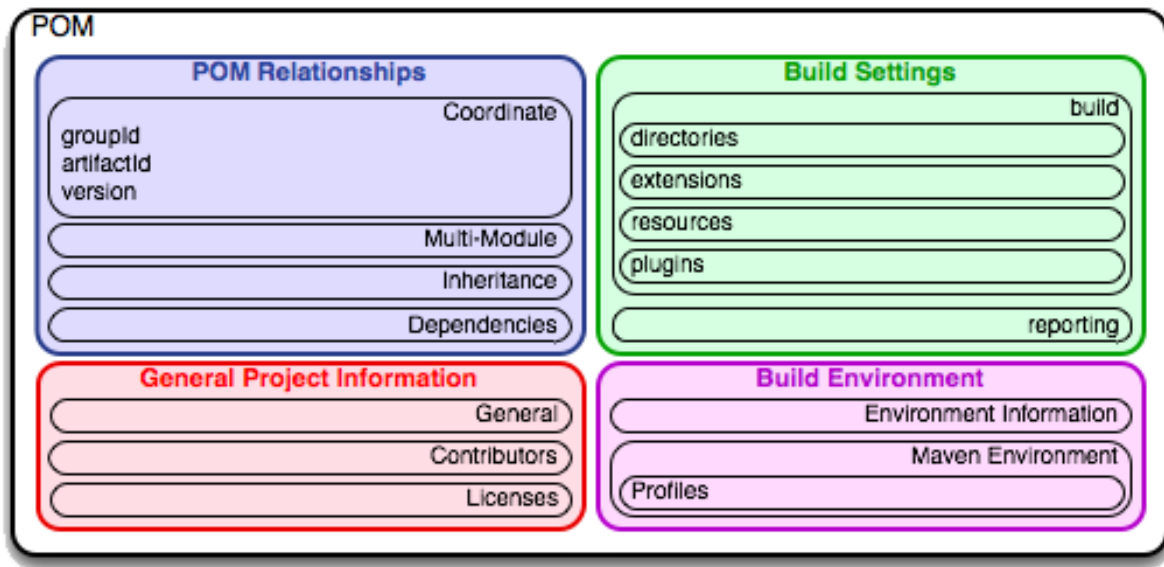 POM
POM Relationships
Coordinate
groupId
artifactId
version
Multi-Module
Inheritance
Dependencies
Build Settings
build
directories
extensions
resources
plugins
reporting
General Project Information
General
Contributors
Licenses
Build Environment
Environment Information
Maven Environment
Profiles